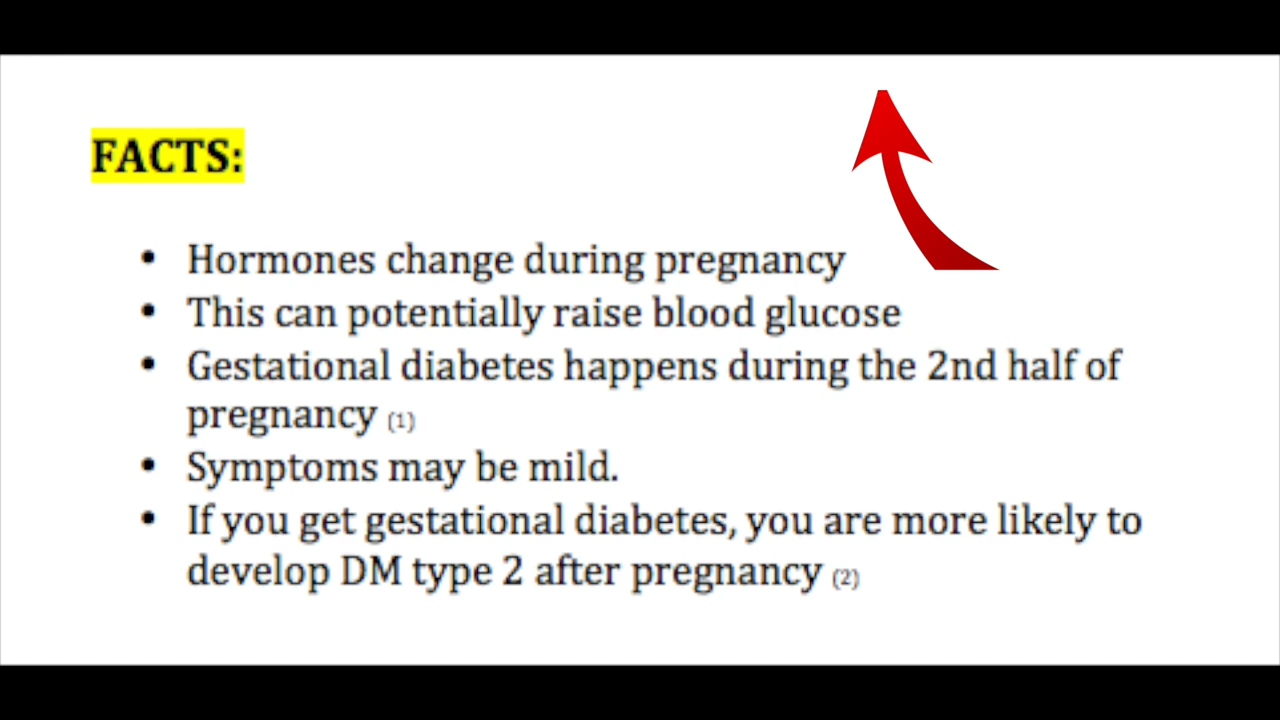 FACTS:
• Hormones change during pregnancy
• This can potentially raise blood glucose
• Gestational diabetes happens during the 2nd half of
pregnancy (1)
• Symptoms may be mild.
• If you get gestational diabetes, you are more likely to
develop DM type 2 after pregnancy (2)